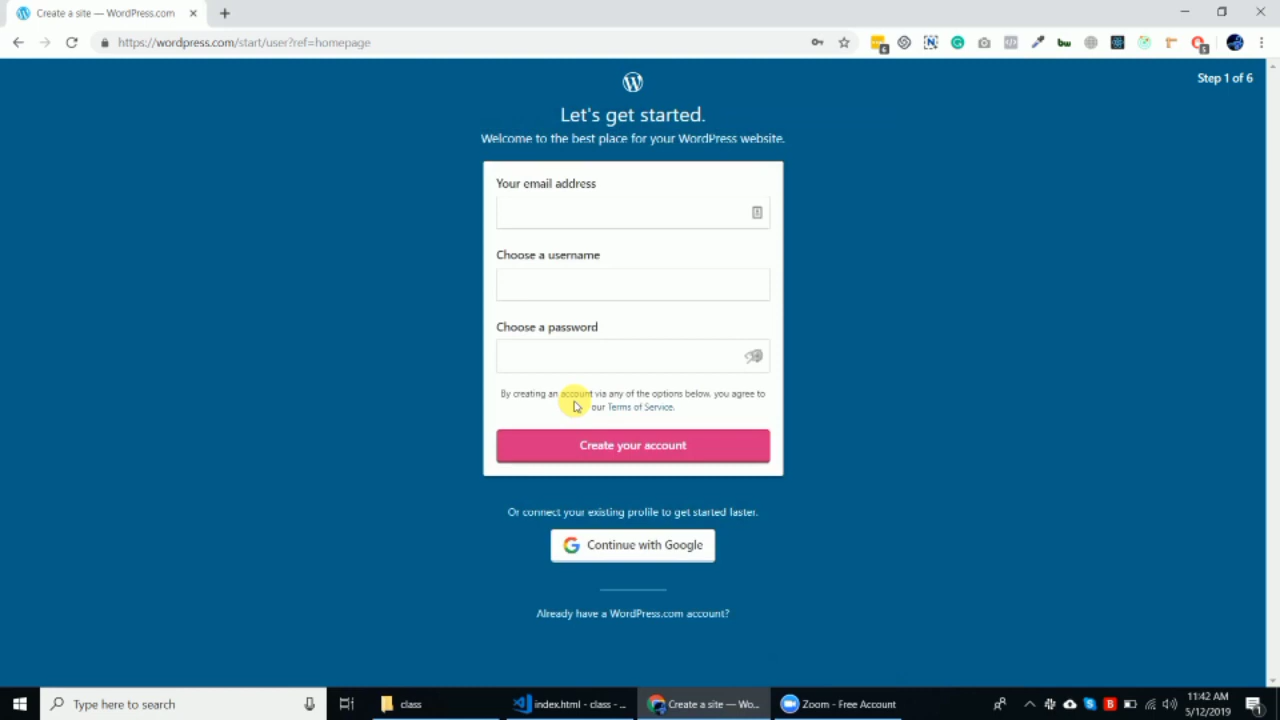 Create a site — WordPress.com
https://wordpress.com/start/user?ref=homepage
Step 1 of 6
Let's get started.
Welcome to the best place for your WordPress website.
Your email address
Choose a username
Choose a password
By creating an account via any of the options below, you agree to
our Terms of Service.
Create your account
Or connect your existing profile to get started faster.
Continue with Google
Already have a WordPress.com account?
Type here to search
class
index.html - class - ...
Create a site — Wo...
Zoom - Free Account
11:42 AM
5/12/2019